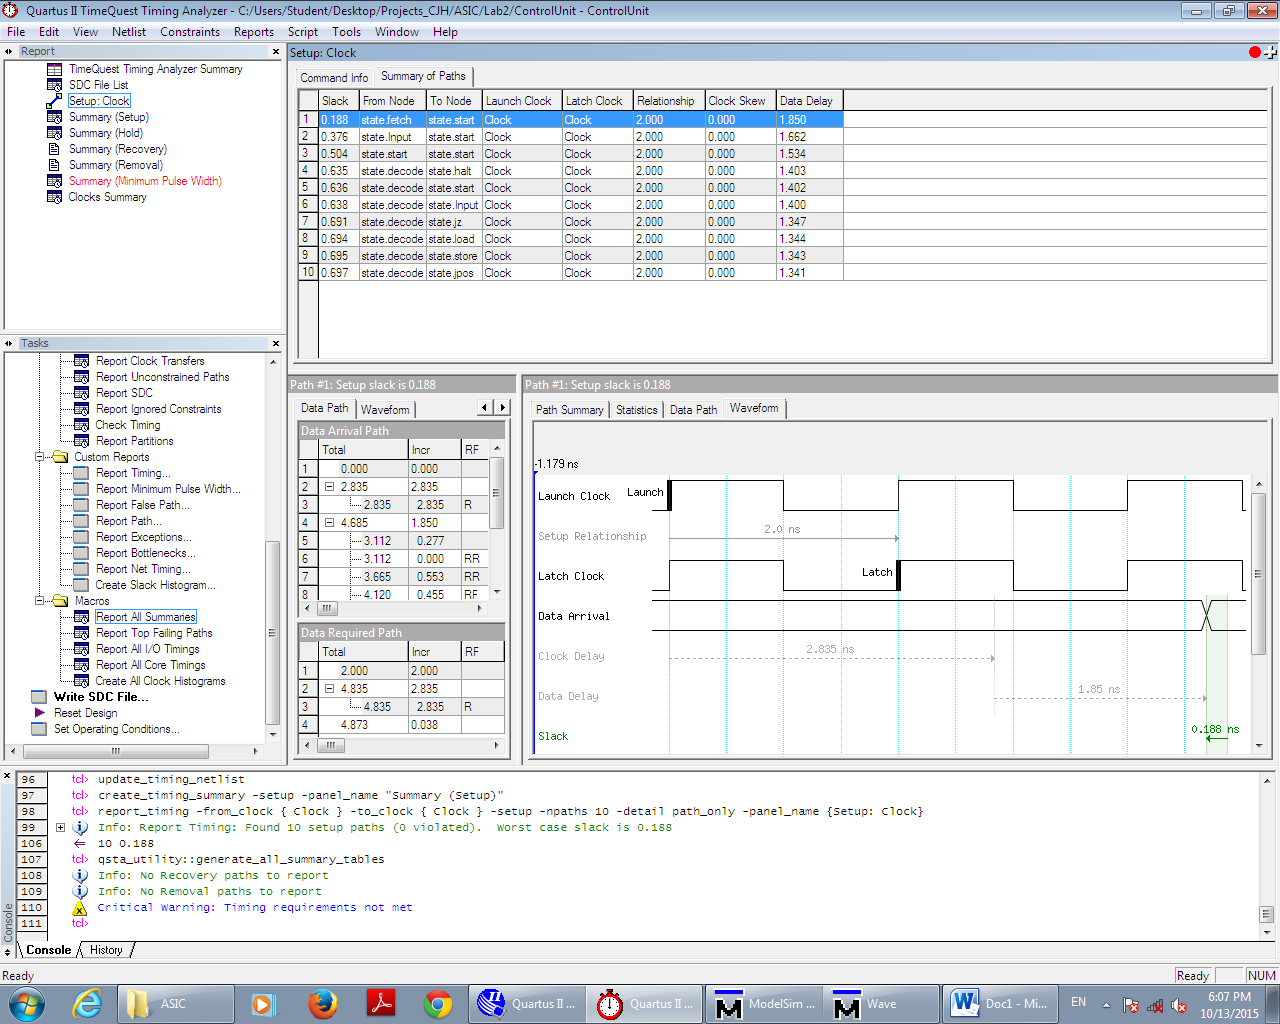 Quartus II TimeQuest Timing Analyzer - C:/Users/Student/Desktop/Projects_CJH/ASIC/Lab2/ControlUnit - ControlUnit
File Edit View Netlist Constraints Reports Script Tools Window Help
Report
TimeQuest Timing Analyzer Summary
SDC File List
Setup: Clock
Summary (Setup)
Summary (Hold)
Summary (Recovery)
Summary (Removal)
Summary (Minimum Pulse Width)
Clocks Summary
Setup: Clock
Command Info Summary of Paths
Slack From Node To Node Launch Clock Latch Clock Relationship Clock Skew Data Delay
1 0.188 state.fetch state.start Clock Clock 2.000 0.000 1.850
2 0.376 state.Input state.start Clock Clock 2.000 0.000 1.662
3 0.504 state.start state.start Clock Clock 2.000 0.000 1.534
4 0.635 state.decode state.halt Clock Clock 2.000 0.000 1.403
5 0.636 state.decode state.start Clock Clock 2.000 0.000 1.402
6 0.638 state.decode state.Input Clock Clock 2.000 0.000 1.400
7 0.691 state.decode state.jz Clock Clock 2.000 0.000 1.347
8 0.694 state.decode state.load Clock Clock 2.000 0.000 1.344
9 0.695 state.decode state.store Clock Clock 2.000 0.000 1.343
10 0.697 state.decode state.jpos Clock Clock 2.000 0.000 1.341
Tasks
Report Clock Transfers
Report Unconstrained Paths
Report SDC
Report Ignored Constraints
Check Timing
Report Partitions
Custom Reports
Report Timing...
Report Minimum Pulse Width...
Report False Path...
Report Path...
Report Exceptions...
Report Bottlenecks...
Report Net Timing...
Create Slack Histogram...
Macros
Report All Summaries
Report Top Failing Paths
Report All I/O Timings
Report All Core Timings
Create All Clock Histograms
Write SDC File...
Reset Design
Set Operating Conditions...
Path #1: Setup slack is 0.188
Data Path Waveform
Data Arrival Path
Total Incr RF
1 0.000 0.000
2 2.835 2.835
3 2.835 2.835 R
4 4.685 1.850
5 3.112 0.277
6 3.112 0.000 RR
7 3.665 0.553 RR
8 4.120 0.455 RF
Data Required Path
Total Incr RF
1 2.000 2.000
2 4.835 2.835
3 4.835 2.835 R
4 4.873 0.038
Path #1: Setup slack is 0.188
Path Summary Statistics Data Path Waveform
-1.179 ns
Launch Clock Launch
Setup Relationship 2.0 ns
Latch Clock Latch
Data Arrival
Clock Delay 2.835 ns
Data Delay 1.85 ns
Slack 0.188 ns
96 tcl> update_timing_netlist
97 tcl> create_timing_summary -setup -panel_name "Summary (Setup)"
98 tcl> report_timing -from_clock { Clock } -to_clock { Clock } -setup -npaths 10 -detail path_only -panel_name {Setup: Clock}
99 Info: Report Timing: Found 10 setup paths (0 violated). Worst case slack is 0.188
106 10 0.188
107 tcl> qsta_utility::generate_all_summary_tables
108 Info: No Recovery paths to report
109 Info: No Removal paths to report
110 Critical Warning: Timing requirements not met
111 tcl>
Console
Console History
Ready
Ready NUM
ASIC
Quartus II ...
Quartus II ...
ModelSim ...
Wave
Doc1 - Mi...
EN
6:07 PM
10/13/2015